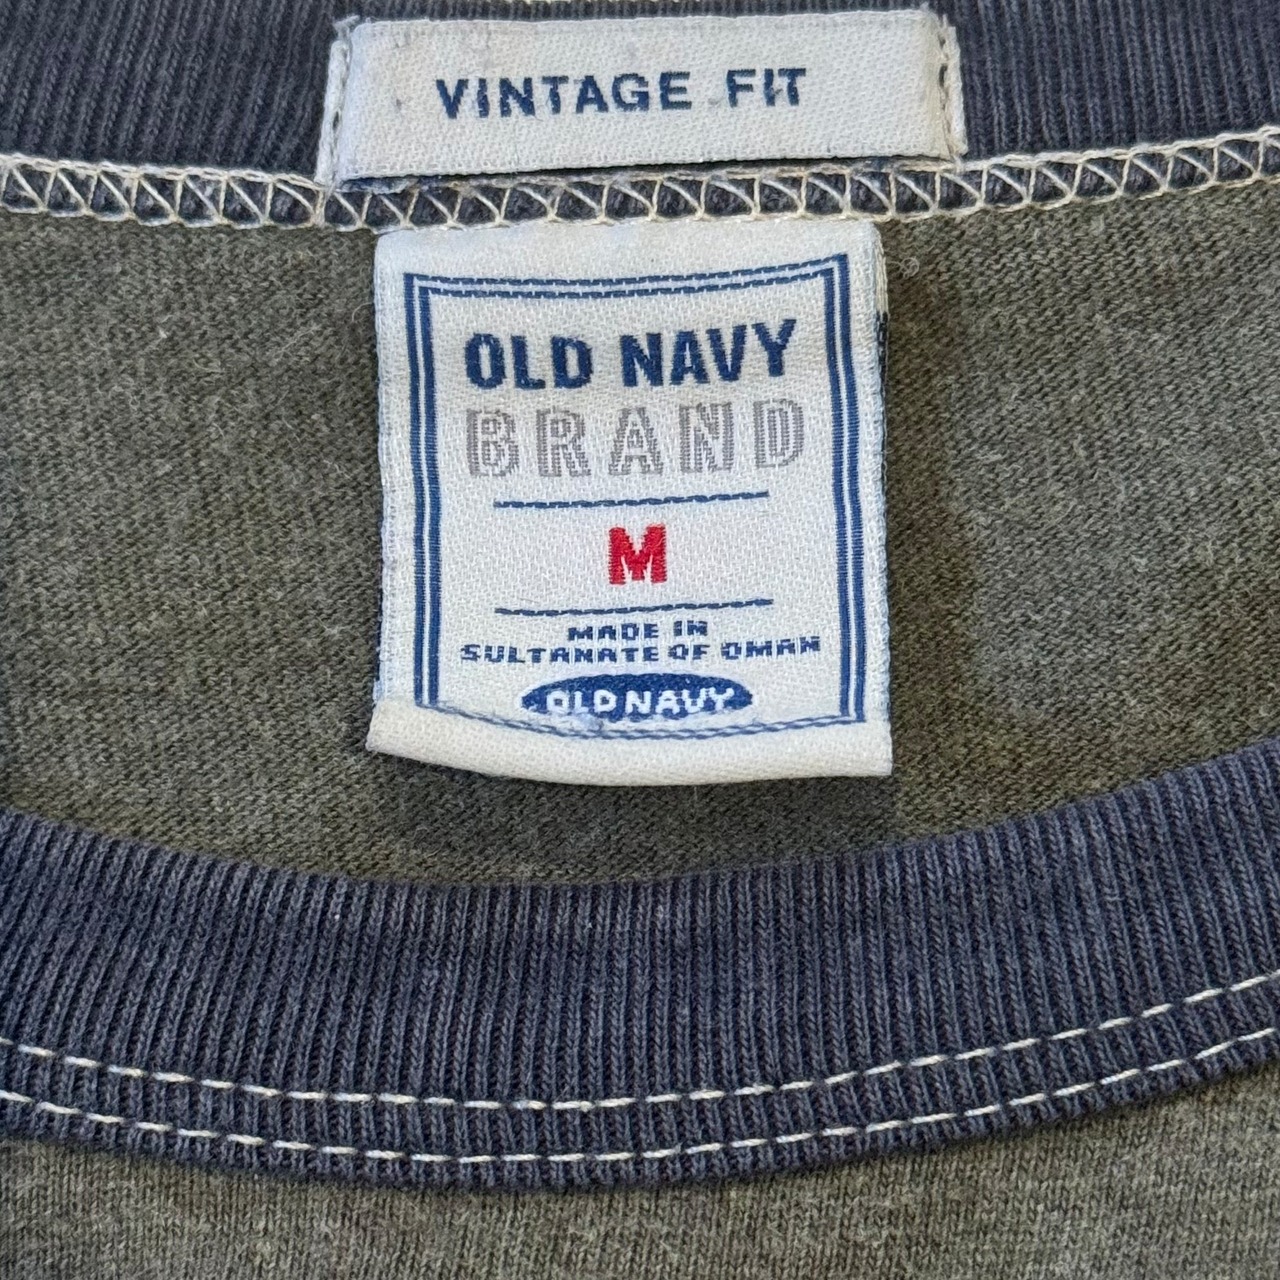 VINTAGE FIT
OLD NAVY
BRAND
M
MADE IN
SULTANATE OF OMAN
OLD NAVY